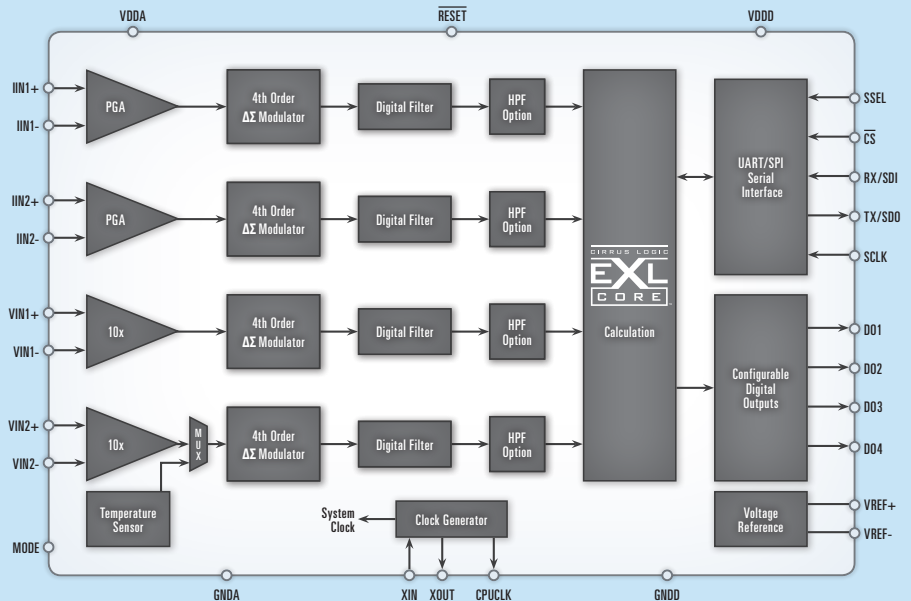 VDDA
RESET
VDDD
IIN1+
IIN1-
PGA
4th Order
ΔΣ Modulator
Digital Filter
HPF
Option
IIN2+
IIN2-
PGA
4th Order
ΔΣ Modulator
Digital Filter
HPF
Option
VIN1+
VIN1-
10x
4th Order
ΔΣ Modulator
Digital Filter
HPF
Option
VIN2+
VIN2-
10x
MUX
4th Order
ΔΣ Modulator
Digital Filter
HPF
Option
Temperature
Sensor
MODE
CIRRUS LOGIC
EXL
CORE
Calculation
UART/SPI
Serial
Interface
SSEL
CS
RX/SDI
TX/SDO
SCLK
Configurable
Digital
Outputs
DO1
DO2
DO3
DO4
Voltage
Reference
VREF+
VREF-
System
Clock
Clock Generator
GNDA
XIN
XOUT
CPUCLK
GNDD